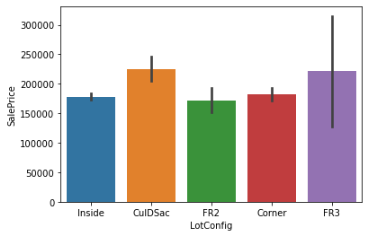 300000
250000
200000
150000
100000
50000
0
SalePrice
Inside
CulDSac
FR2
Corner
FR3
LotConfig